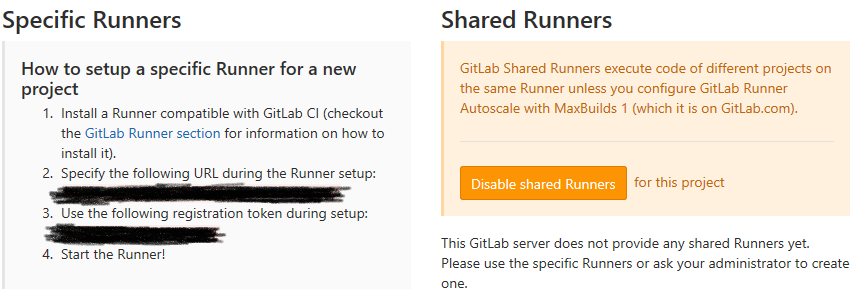 Specific Runners
How to setup a specific Runner for a new
project
1. Install a Runner compatible with GitLab CI (checkout
the GitLab Runner section for information on how to
install it).
2. Specify the following URL during the Runner setup:
3. Use the following registration token during setup:
4. Start the Runner!
Shared Runners
GitLab Shared Runners execute code of different projects on
the same Runner unless you configure GitLab Runner
Autoscale with MaxBuilds 1 (which it is on GitLab.com).
Disable shared Runners for this project
This GitLab server does not provide any shared Runners yet.
Please use the specific Runners or ask your administrator to create
one.